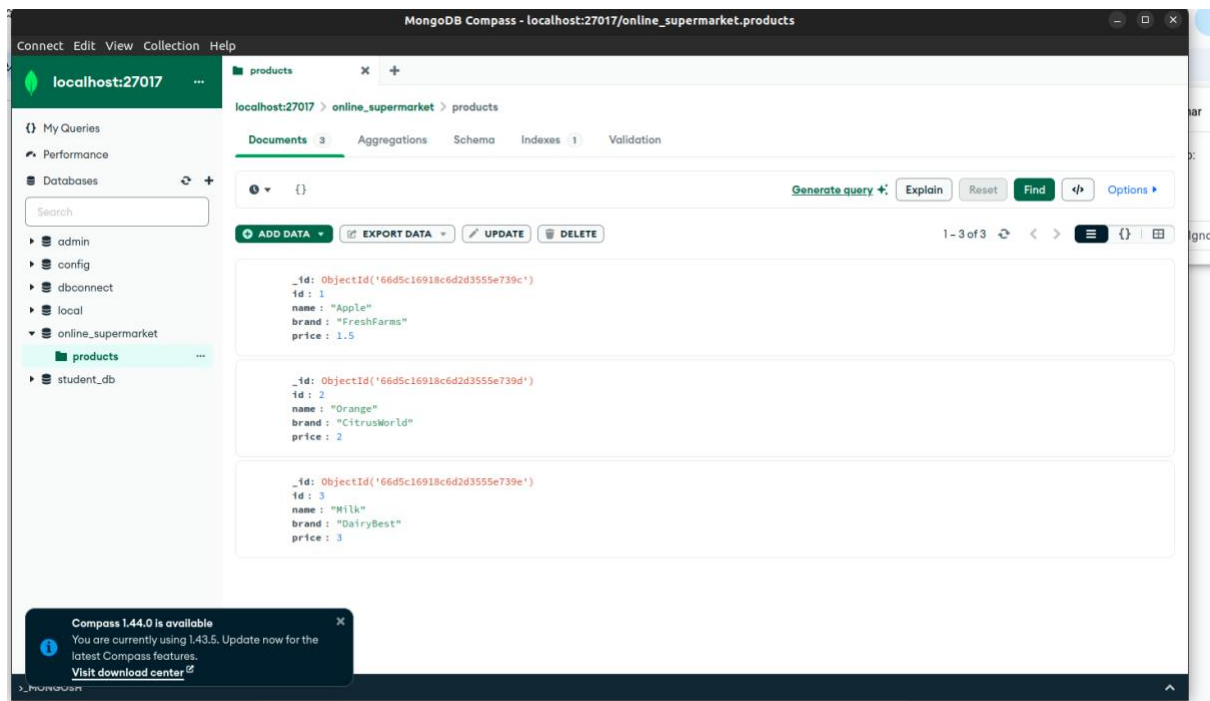 MongoDB Compass - localhost:27017/online_supermarket.products
Connect Edit View Collection Help
localhost:27017 ...
products
localhost:27017 > online_supermarket > products
{} My Queries
Performance
Databases
Search
admin
config
dbconnect
local
online_supermarket
products ...
student_db
Documents 3 Aggregations Schema Indexes 1 Validation
{}
Generate query Explain Reset Find </> Options
ADD DATA EXPORT DATA UPDATE DELETE
1 - 3 of 3 {}
_id: ObjectId('66d5c16918c6d2d3555e739c')
id : 1
name : "Apple"
brand : "FreshFarms"
price : 1.5
_id: ObjectId('66d5c16918c6d2d3555e739d')
id : 2
name : "Orange"
brand : "CitrusWorld"
price : 2
_id: ObjectId('66d5c16918c6d2d3555e739e')
id : 3
name : "Milk"
brand : "DairyBest"
price : 3
Compass 1.44.0 is available
You are currently using 1.43.5. Update now for the
latest Compass features.
Visit download center
>_MONGOSH